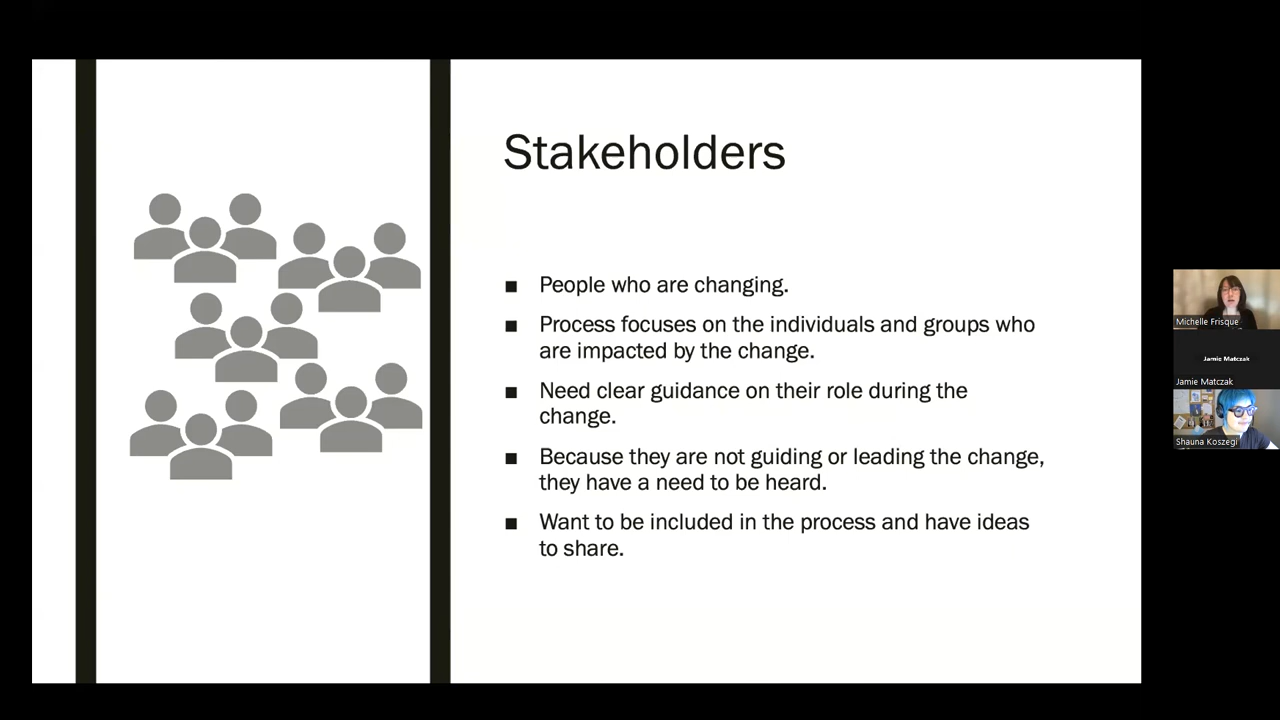 Stakeholders
■ People who are changing.
■ Process focuses on the individuals and groups who
are impacted by the change.
■ Need clear guidance on their role during the
change.
■ Because they are not guiding or leading the change,
they have a need to be heard.
■ Want to be included in the process and have ideas
to share.
Michelle Frisque
Jamie Matczak
Jamie Matczak
Shauna Koszegi